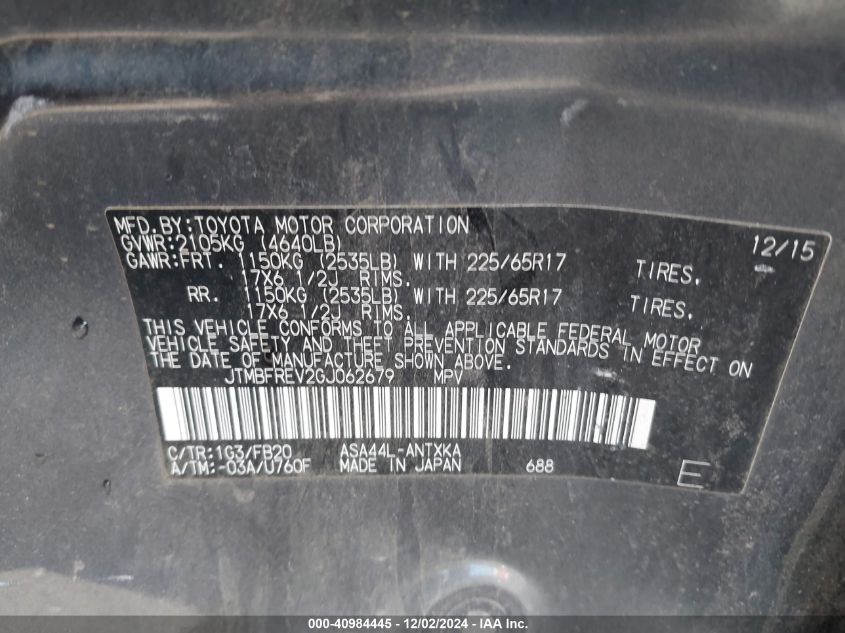 MFD.BY:TOYOTA MOTOR CORPORATION 12/15
GVWR:2105KG (4640LB)
GAWR:FRT. 1150KG (2535LB) WITH 225/65R17 TIRES.
17X6 1/2J RIMS.
RR. 1150KG (2535LB) WITH 225/65R17 TIRES.
17X6 1/2J RIMS.
THIS VEHICLE CONFORMS TO ALL APPLICABLE FEDERAL MOTOR
VEHICLE SAFETY AND THEFT PREVENTION STANDARDS IN EFFECT ON
THE DATE OF MANUFACTURE SHOWN ABOVE.
JTMBFREV2GJ062679 MPV
C/TR:1G3/FB20 ASA44L-ANTXKA
A/TM:-03A/U760F MADE IN JAPAN 688 E
000-40984445 - 12/02/2024 - IAA Inc.